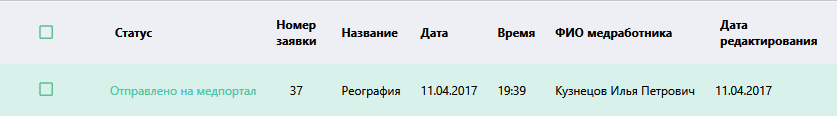 Статус Номер заявки Название Дата Время ФИО медработника Дата редактирования
Отправлено на медпортал 37 Реография 11.04.2017 19:39 Кузнецов Илья Петрович 11.04.2017